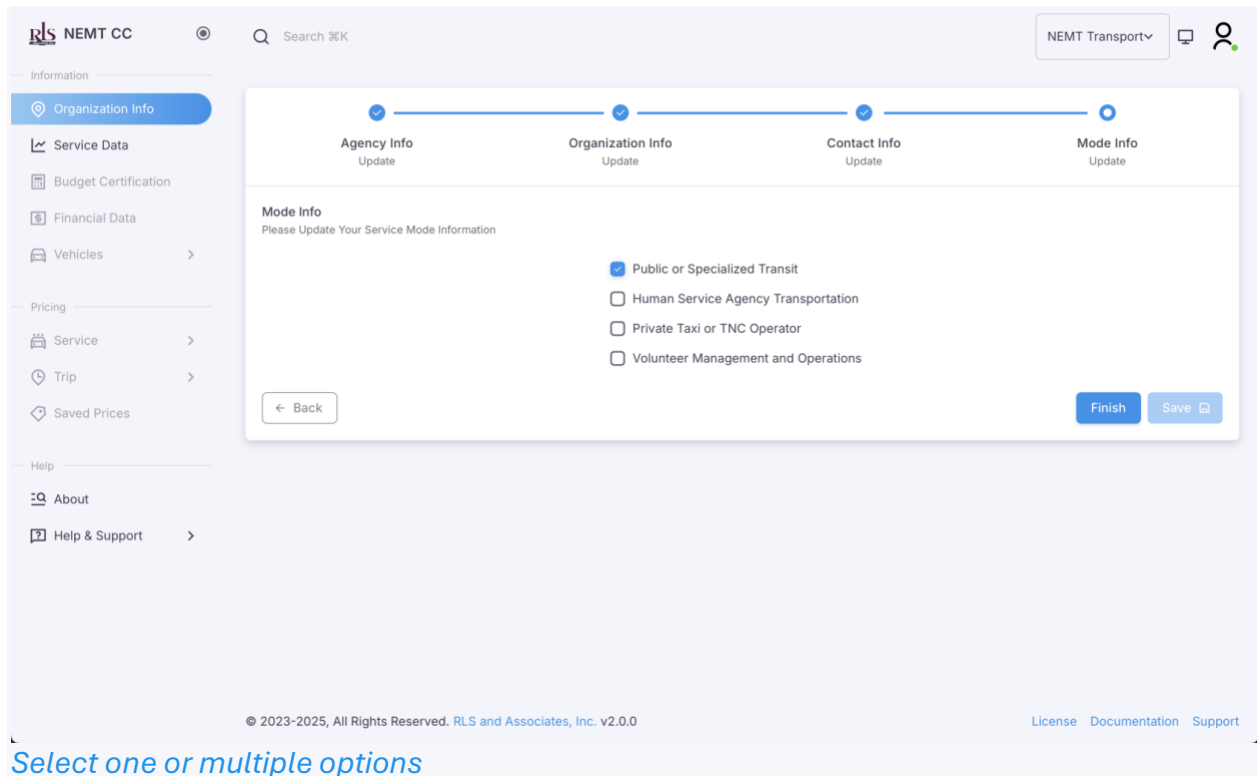 RLS NEMT CC
Search ⌘K
NEMT Transport
Information
Organization Info
Service Data
Budget Certification
Financial Data
Vehicles
Pricing
Service
Trip
Saved Prices
Help
About
Help & Support
Agency Info
Update
Organization Info
Update
Contact Info
Update
Mode Info
Update
Mode Info
Please Update Your Service Mode Information
Public or Specialized Transit
Human Service Agency Transportation
Private Taxi or TNC Operator
Volunteer Management and Operations
← Back
Finish
Save
© 2023-2025, All Rights Reserved. RLS and Associates, Inc. v2.0.0
License Documentation Support
Select one or multiple options